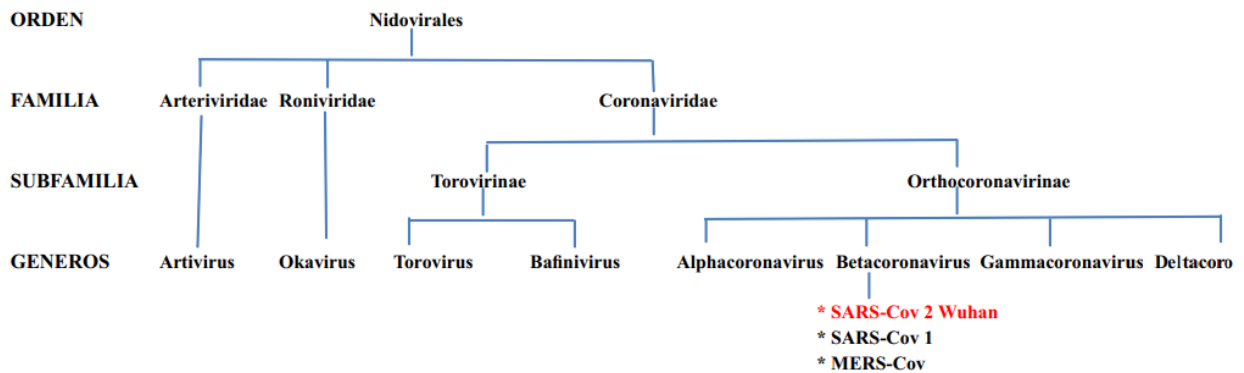 ORDEN Nidovirales
FAMILIA Arteriviridae Roniviridae Coronaviridae
SUBFAMILIA Torovirinae Orthocoronavirinae
GENEROS Artivirus Okavirus Torovirus Bafinivirus Alphacoronavirus Betacoronavirus Gammacoronavirus Deltacoro
* SARS-Cov 2 Wuhan
* SARS-Cov 1
* MERS-Cov